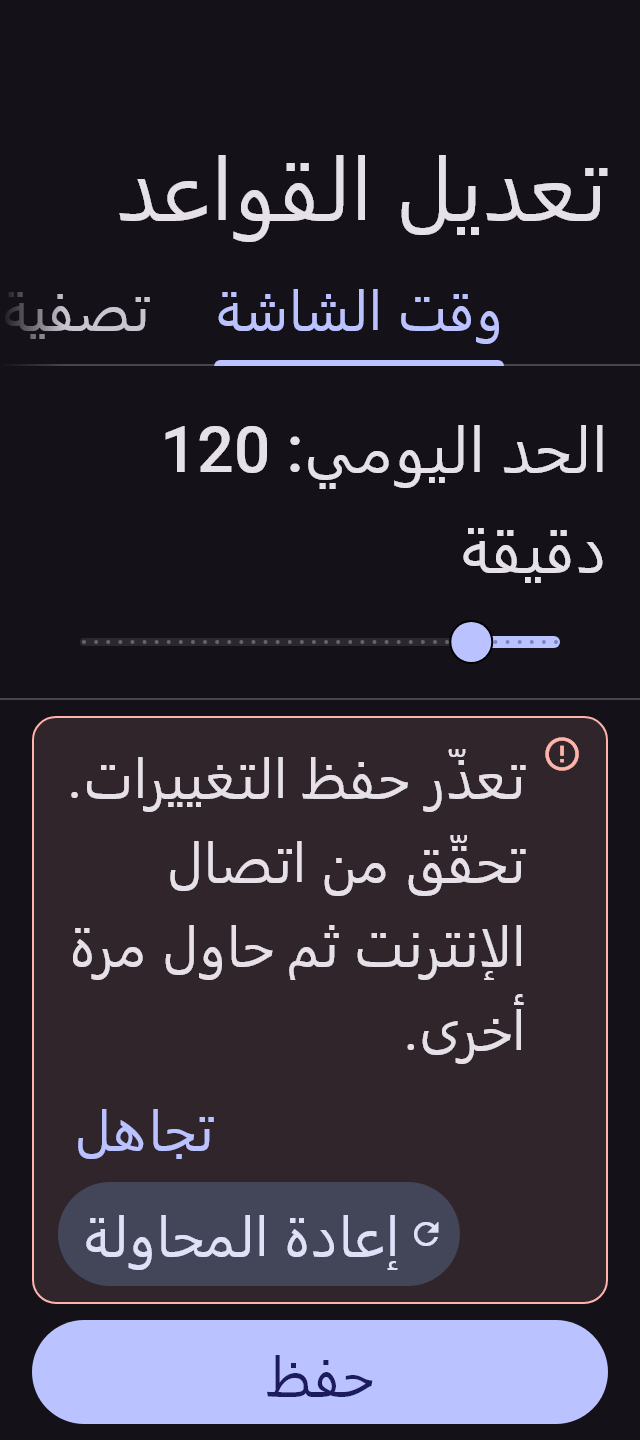 تعديل القواعد
وقت الشاشة
تصفية
الحد اليومي: 120
دقيقة
تعذّر حفظ التغييرات.
تحقّق من اتصال
الإنترنت ثم حاول مرة
أخرى.
تجاهل
إعادة المحاولة
حفظ